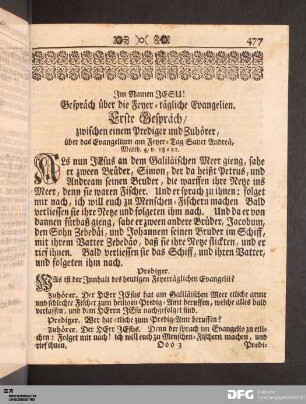 477
Im Namen JESU!
Gespräch über die Feyer-tägliche Evangelien.
Erste Gespräch/
zwischen einem Prediger und Zuhörer,
über das Evangelium am Feyer-Tag Sanct Andreä,
Matth. 4. v. 18-22.
ALs nun JEsus an dem Galiläischen Meer gieng, sahe
er zween Brüder, Simon, der da heist Petrus, und
Andream seinen Bruder, die warffen ihre Netze ins
Meer, denn sie waren Fischer. Und er sprach zu ihnen: folget
mir nach, ich will euch zu Menschen-Fischern machen Bald
verliessen sie ihre Netze und folgeten ihm nach. Und da er von
dannen fürbaß gieng, sahe er zween andere Brüder, Jacobum,
den Sohn Zebedäi, und Johannem seinen Bruder im Schiff,
mit ihrem Vatter Zebedäo, daß sie ihre Netze flickten, und er
rief ihnen. Bald verliessen sie das Schiff, und ihren Vatter,
und folgeten ihm nach.
Prediger.
WAs ist der Innhalt des heutigen Feyertäglichen Evangelii?
Zuhörer. Der HErr JEsus hat am Galiläischen Meer etliche arme
und schlechte Fischer zum heiligen Predig-Amt beruffen, welche alles bald
verlassen, und dem HErrn JEsu nachgefolget sind.
Prediger. Wer hat etliche zum Predig-Amt beruffen?
Zuhörer. Der HErr JEsus. Denn der sprach im Evangelio zu etli-
chen: Folget mir nach! ich will euch zu Menschen-Fischern machen, und
rief ihnen.
Ooo 3
Predi-
DFG